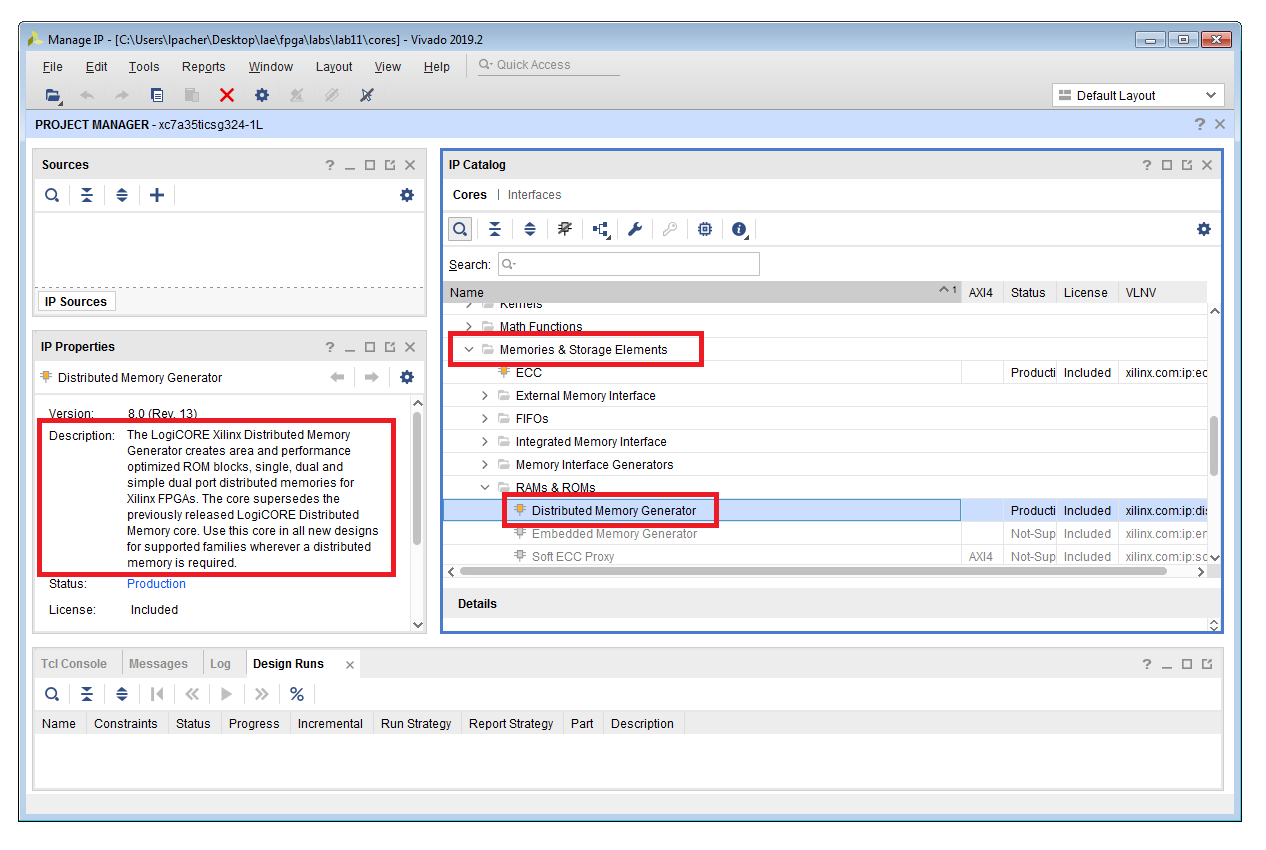 Manage IP - [C:\Users\lpacher\Desktop\lae\fpga\labs\lab11\cores] - Vivado 2019.2
File Edit Tools Reports Window Layout View Help Quick Access
Default Layout
PROJECT MANAGER - xc7a35ticsg324-1L
Sources
IP Sources
IP Properties
Distributed Memory Generator
Version: 8.0 (Rev. 13)
Description: The LogiCORE Xilinx Distributed Memory
Generator creates area and performance
optimized ROM blocks, single, dual and
simple dual port distributed memories for
Xilinx FPGAs. The core supersedes the
previously released LogiCORE Distributed
Memory core. Use this core in all new designs
for supported families wherever a distributed
memory is required.
Status: Production
License: Included
IP Catalog
Cores | Interfaces
Search:
Name 1 AXI4 Status License VLNV
Kernels
Math Functions
Memories & Storage Elements
ECC Producti Included xilinx.com:ip:ec
External Memory Interface
FIFOs
Integrated Memory Interface
Memory Interface Generators
RAMs & ROMs
Distributed Memory Generator Producti Included xilinx.com:ip:di
Embedded Memory Generator Not-Sup Included xilinx.com:ip:en
Soft ECC Proxy AXI4 Not-Sup Included xilinx.com:ip:sc
Details
Tcl Console Messages Log Design Runs
Name Constraints Status Progress Incremental Run Strategy Report Strategy Part Description